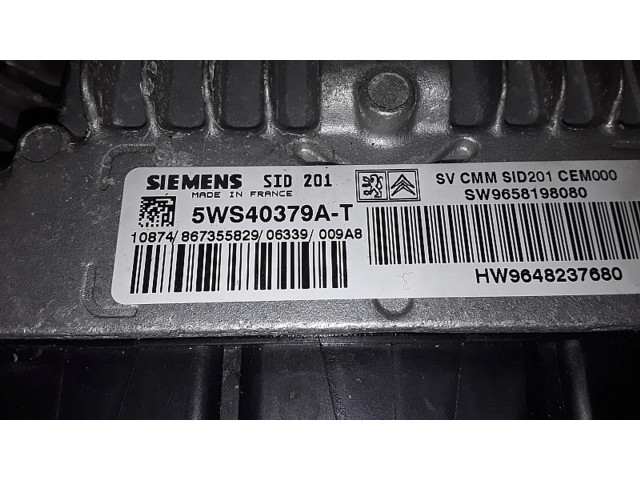 SIEMENS SID 201
MADE IN FRANCE
5WS40379A-T
10874/867355829/06339/009A8
SV CMM SID201 CEM000
SW9658198080
HW9648237680